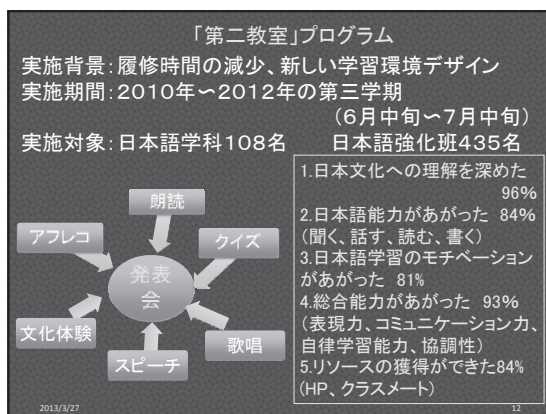 「第二教室」プログラム
実施背景：履修時間の減少、新しい学習環境デザイン
実施期間：2010年～2012年の第三学期
（6月中旬～7月中旬）
実施対象：日本語学科108名　日本語強化班435名
朗読
アフレコ
クイズ
発表
会
文化体験
歌唱
スピーチ
1.日本文化への理解を深めた
96%
2.日本語能力があがった 84%
(聞く、話す、読む、書く)
3.日本語学習のモチベーション
があがった 81%
4.総合能力があがった 93%
(表現力、コミュニケーション力、
自律学習能力、協調性)
5.リソースの獲得ができた84%
(HP、クラスメート)
2013/3/27
12